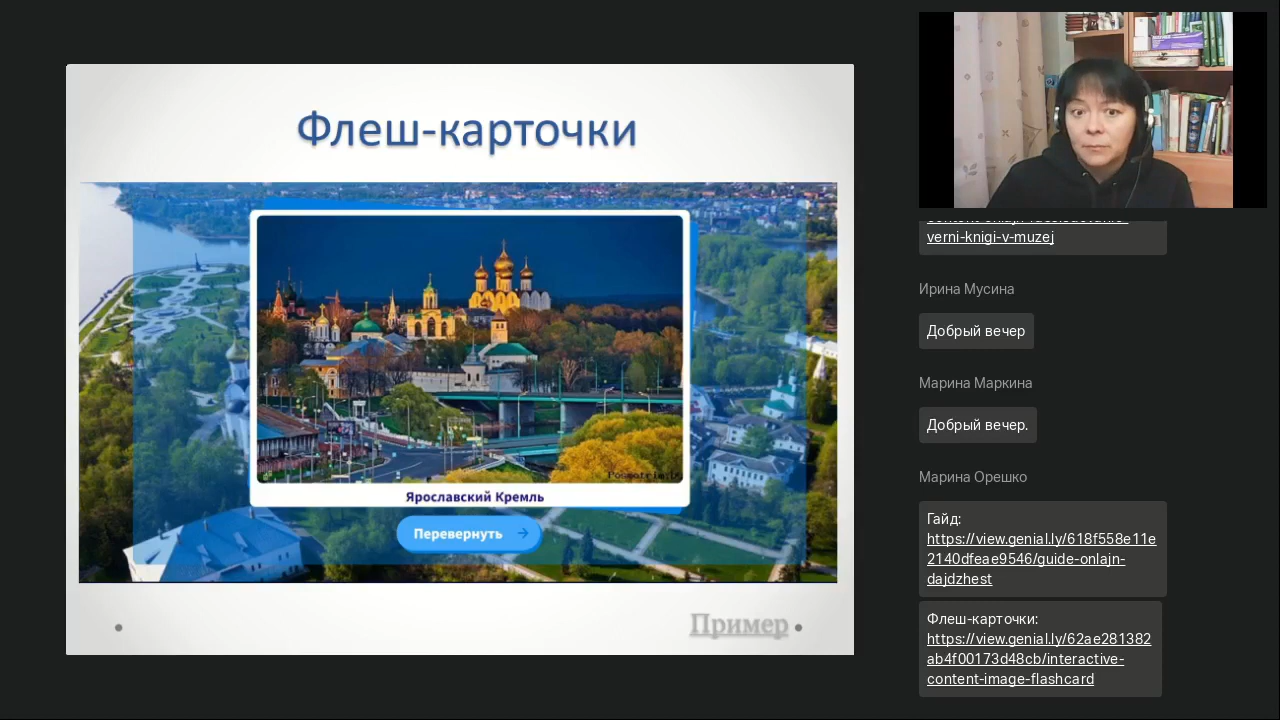 Флеш-карточки
Ярославский Кремль
Перевернуть
Пример
verni-knigi-v-muzej
Ирина Мусина
Добрый вечер
Марина Маркина
Добрый вечер.
Марина Орешко
Гайд:
https://view.genial.ly/618f558e11e
2140dfeae9546/guide-onlajn-
dajdzhest
Флеш-карточки:
https://view.genial.ly/62ae281382
ab4f00173d48cb/interactive-
content-image-flashcard